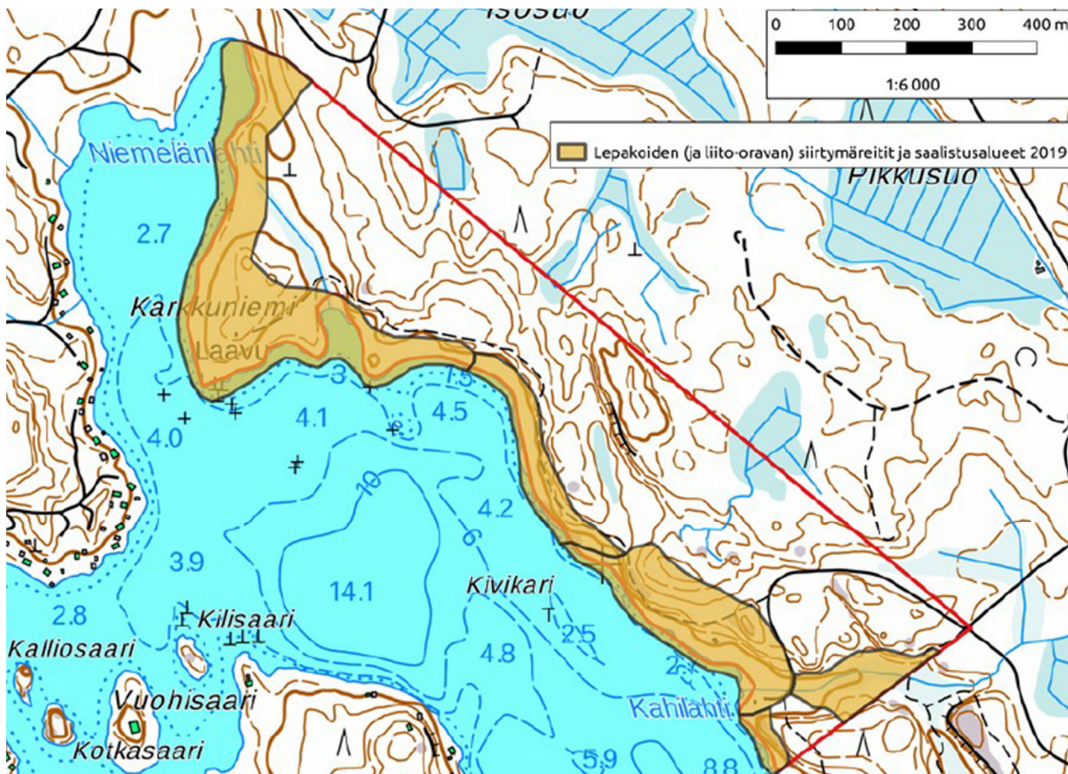 Isosuo
0 100 200 300 400 m
1:6 000
Lepakoiden (ja liito-oravan) siirtymäreitit ja saalistusalueet 2019
Niemelänlahti
Pikkusuo
2.7
Karkkuniemi
Laavu
3
1.5
4.1
4.5
4.0
10
4.2
6
3.9
14.1
Kivikari
2.8
Kilisaari
2.5
Kalliosaari
4.8
2.7
Vuohisaari
Kahilahti
Kotkasaari
5.9
8.8